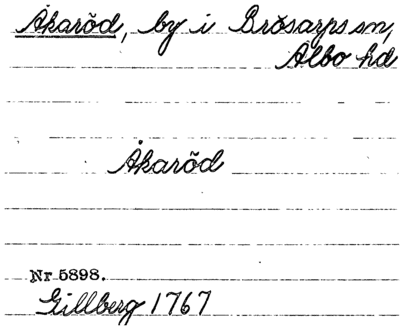 Åkaröd, by i Brösarps sn,
Albo hd
Åkaröd
Nr 5898.
Gillberg 1767